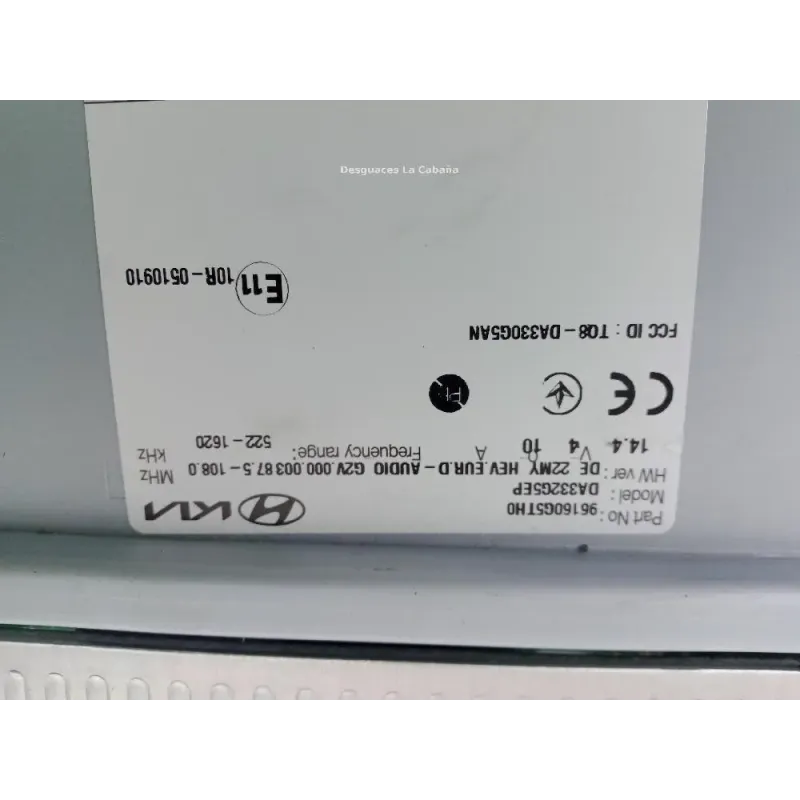 KIA
Part No : 96160G5TH0
Model : DA332G5EP
HW ver : DE 22MY HEV.EUR.D-AUDIO G2V.000.003 87.5-108.0 MHz
14.4 V 4 Ω 10 A Frequency range: 522-1620 kHz
CE
FCC ID : TQ8-DA330G5AN
E11 10R-0510910
Desguaces La Cabaña